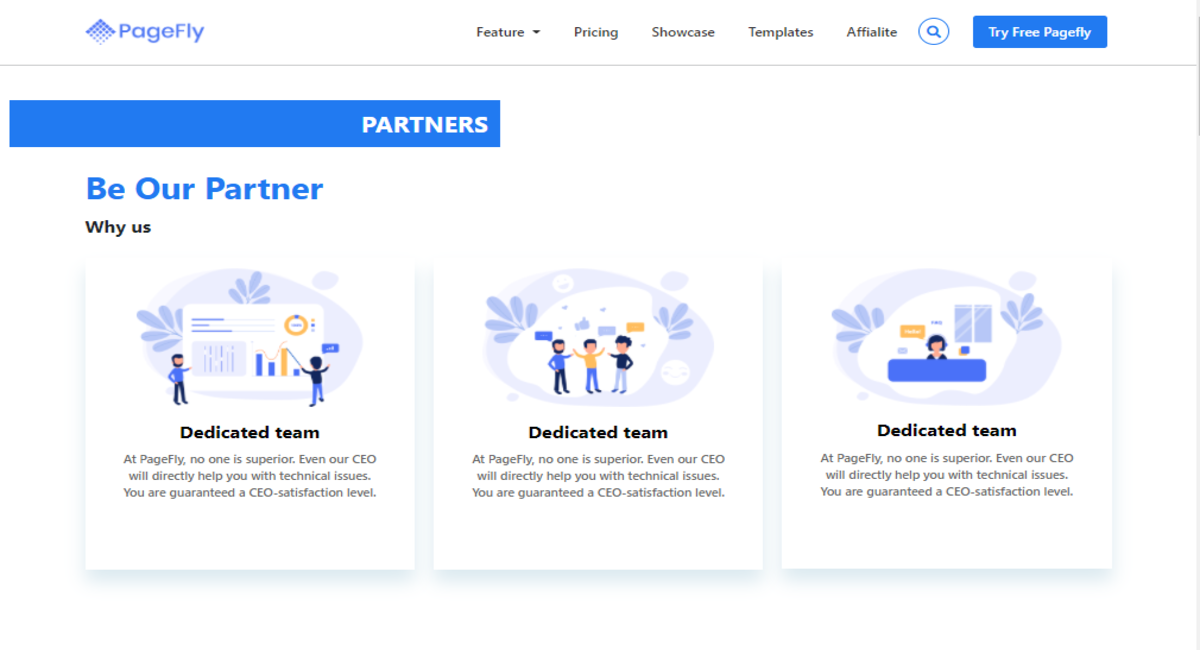 PageFly
Feature
Pricing
Showcase
Templates
Affialite
Try Free Pagefly
PARTNERS
Be Our Partner
Why us
Dedicated team
At PageFly, no one is superior. Even our CEO
will directly help you with technical issues.
You are guaranteed a CEO-satisfaction level.
Dedicated team
At PageFly, no one is superior. Even our CEO
will directly help you with technical issues.
You are guaranteed a CEO-satisfaction level.
Hello!
Dedicated team
At PageFly, no one is superior. Even our CEO
will directly help you with technical issues.
You are guaranteed a CEO-satisfaction level.